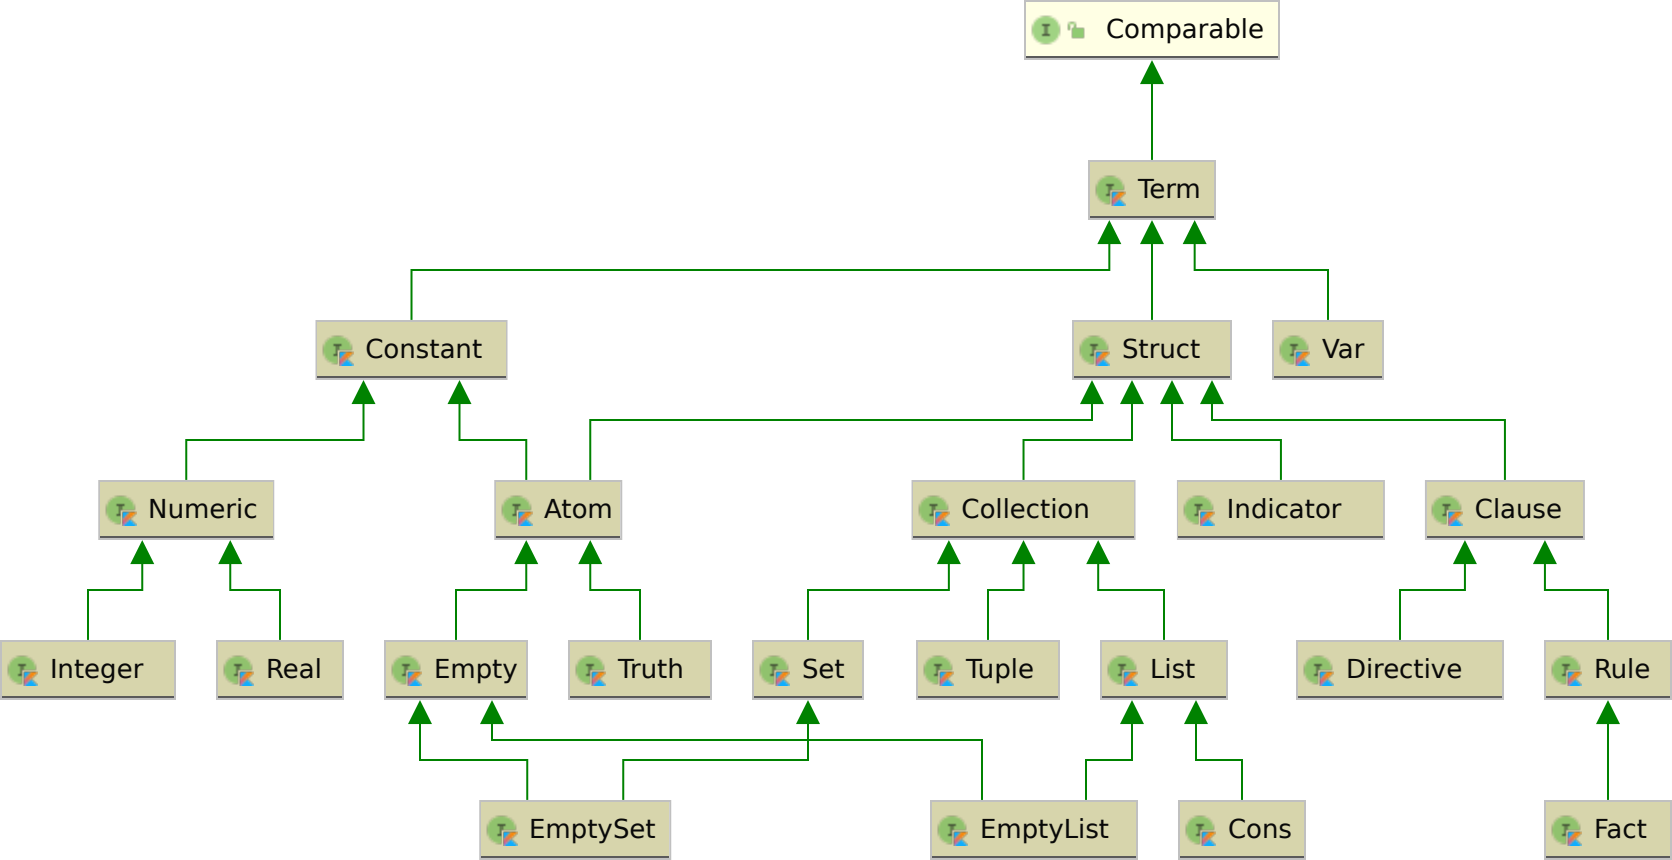 Comparable
Term
Constant
Struct
Var
Numeric
Atom
Collection
Indicator
Clause
Integer
Real
Empty
Truth
Set
Tuple
List
Directive
Rule
EmptySet
EmptyList
Cons
Fact